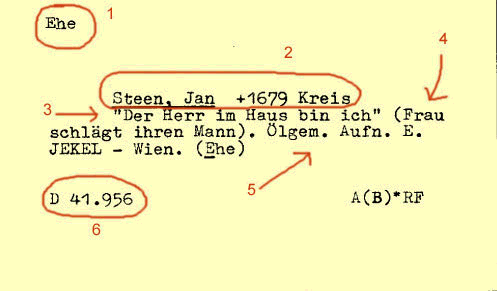 Ehe
1
2
Steen, Jan +1679 Kreis
3
4
"Der Herr im Haus bin ich" (Frau
schlägt ihren Mann). Ölgem. Aufn. E.
JEKEL - Wien. (Ehe)
5
D 41.956
A(B)*RF
6